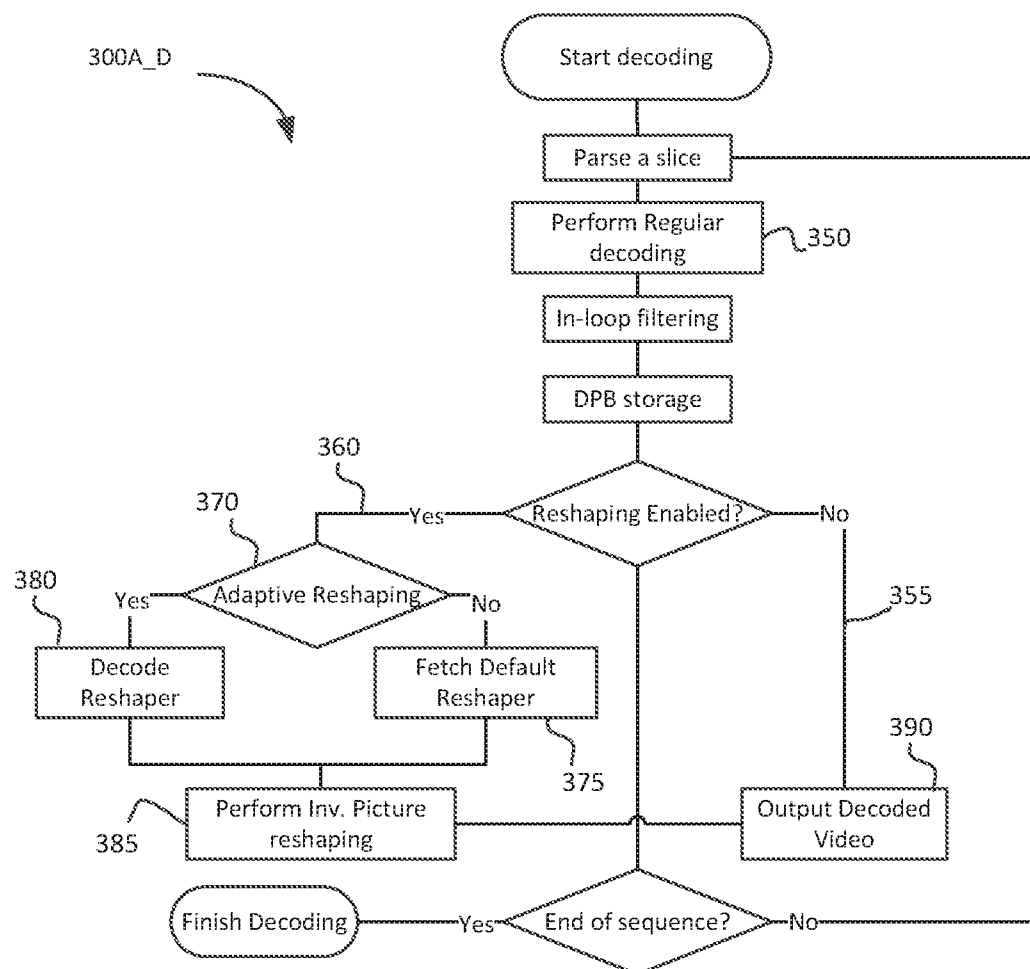 300A_D
Start decoding
Parse a slice
Perform Regular
decoding
350
In-loop filtering
DPB storage
360
370
Yes
Reshaping Enabled?
No
380
Yes
Adaptive Reshaping
No
355
Decode
Reshaper
Fetch Default
Reshaper
375
390
385
Perform Inv. Picture
reshaping
Output Decoded
Video
Finish Decoding
Yes
End of sequence?
No